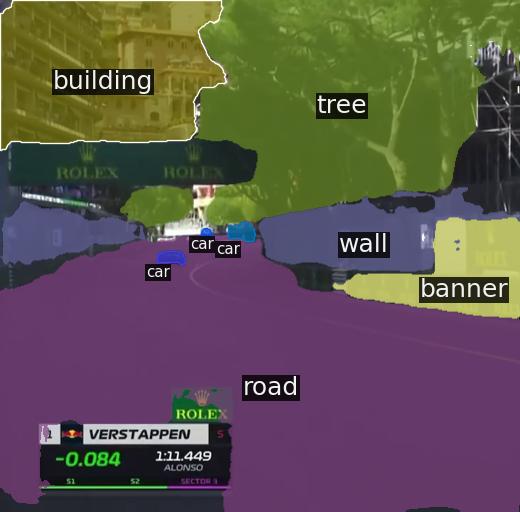 building
tree
ROLEX ROLEX
car
car
wall
car
banner
road
ROLEX
1 VERSTAPPEN S
-0.084 1:11.449
ALONSO
S1 S2 SECTOR 3